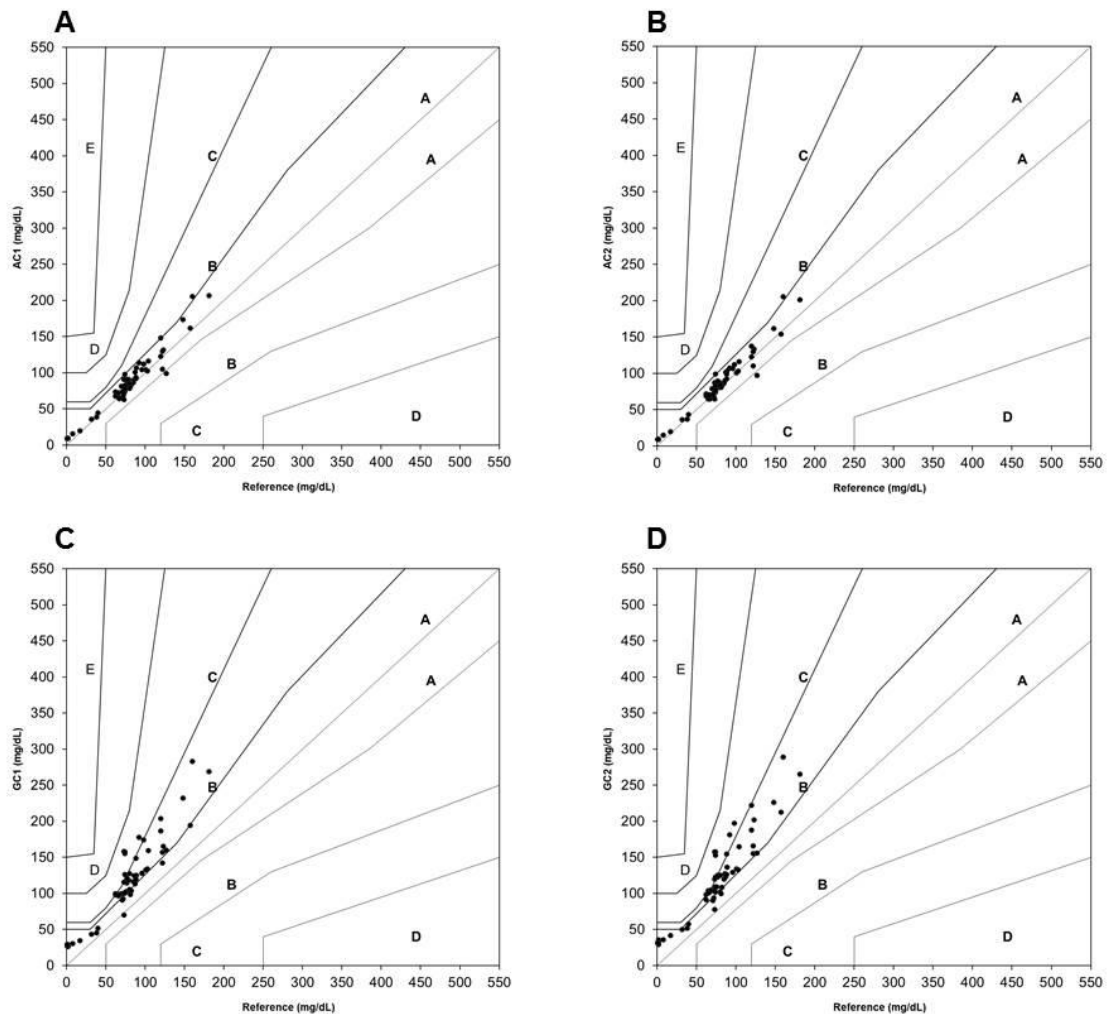 A
550
500
450
400
350
300
250
200
150
100
50
0
AC1 (mg/dL)
E
D
C
B
A
A
B
C
D
0 50 100 150 200 250 300 350 400 450 500 550
Reference (mg/dL)
B
550
500
450
400
350
300
250
200
150
100
50
0
AC2 (mg/dL)
E
D
C
B
A
A
B
C
D
0 50 100 150 200 250 300 350 400 450 500 550
Reference (mg/dL)
C
550
500
450
400
350
300
250
200
150
100
50
0
GC1 (mg/dL)
E
D
C
B
A
A
B
C
D
0 50 100 150 200 250 300 350 400 450 500 550
Reference (mg/dL)
D
550
500
450
400
350
300
250
200
150
100
50
0
GC2 (mg/dL)
E
D
C
B
A
A
B
C
D
0 50 100 150 200 250 300 350 400 450 500 550
Reference (mg/dL)